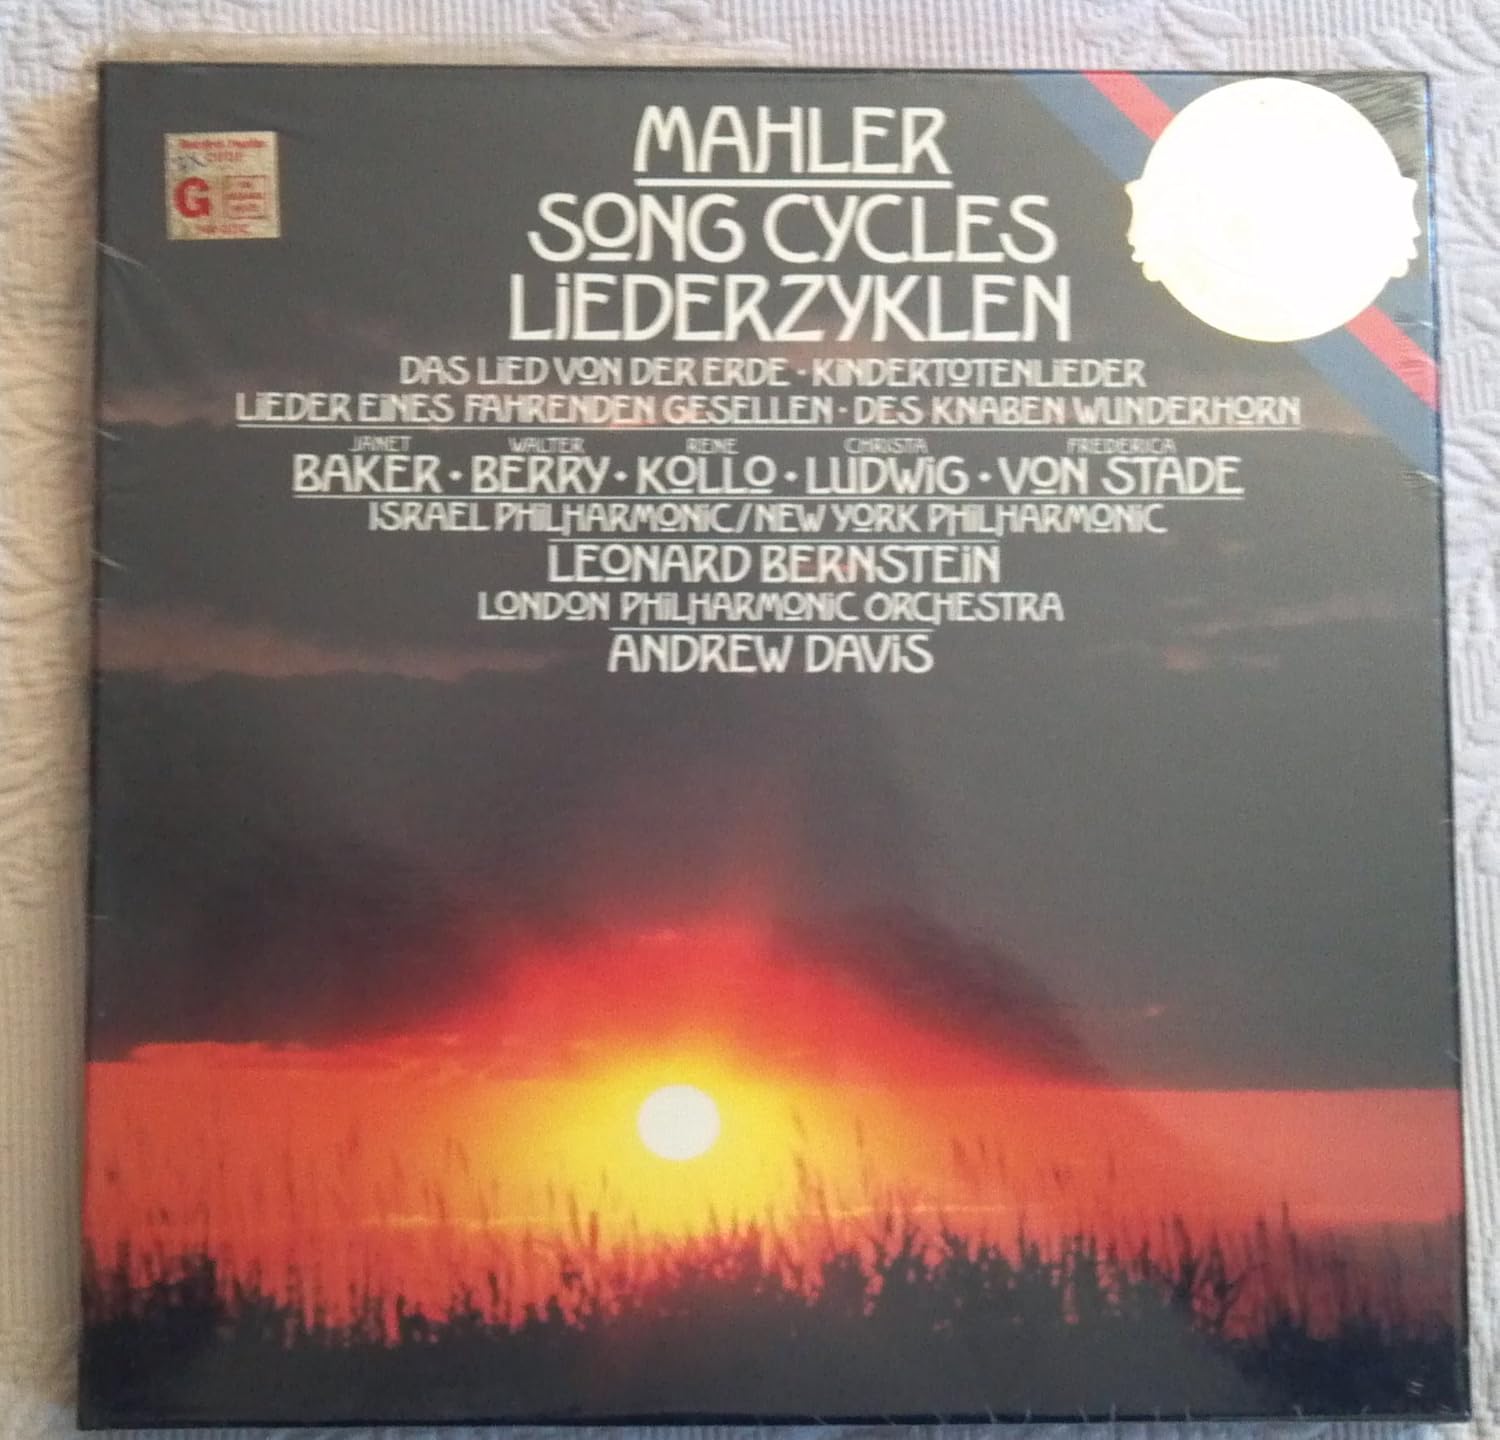 MAHLER
SONG CYCLES
LiEDERZYKLEN
DAS LiED VON DER ERDE · KiNDERTOTENLiEDER
LiEDER EiNES FAHRENDEN GESELLEN · DES KNABEN WUNDERHORN
JANET WALTER RENE CHRISTA FREDERICA
BAKER · BERRY · KOLLO · LUDWiG · VON STADE
ISRAEL PHiLHARMONiC/NEW YORK PHiLHARMONiC
LEONARD BERNSTEiN
LONDON PHiLHARMONiC ORCHESTRA
ANDREW DAViS
G